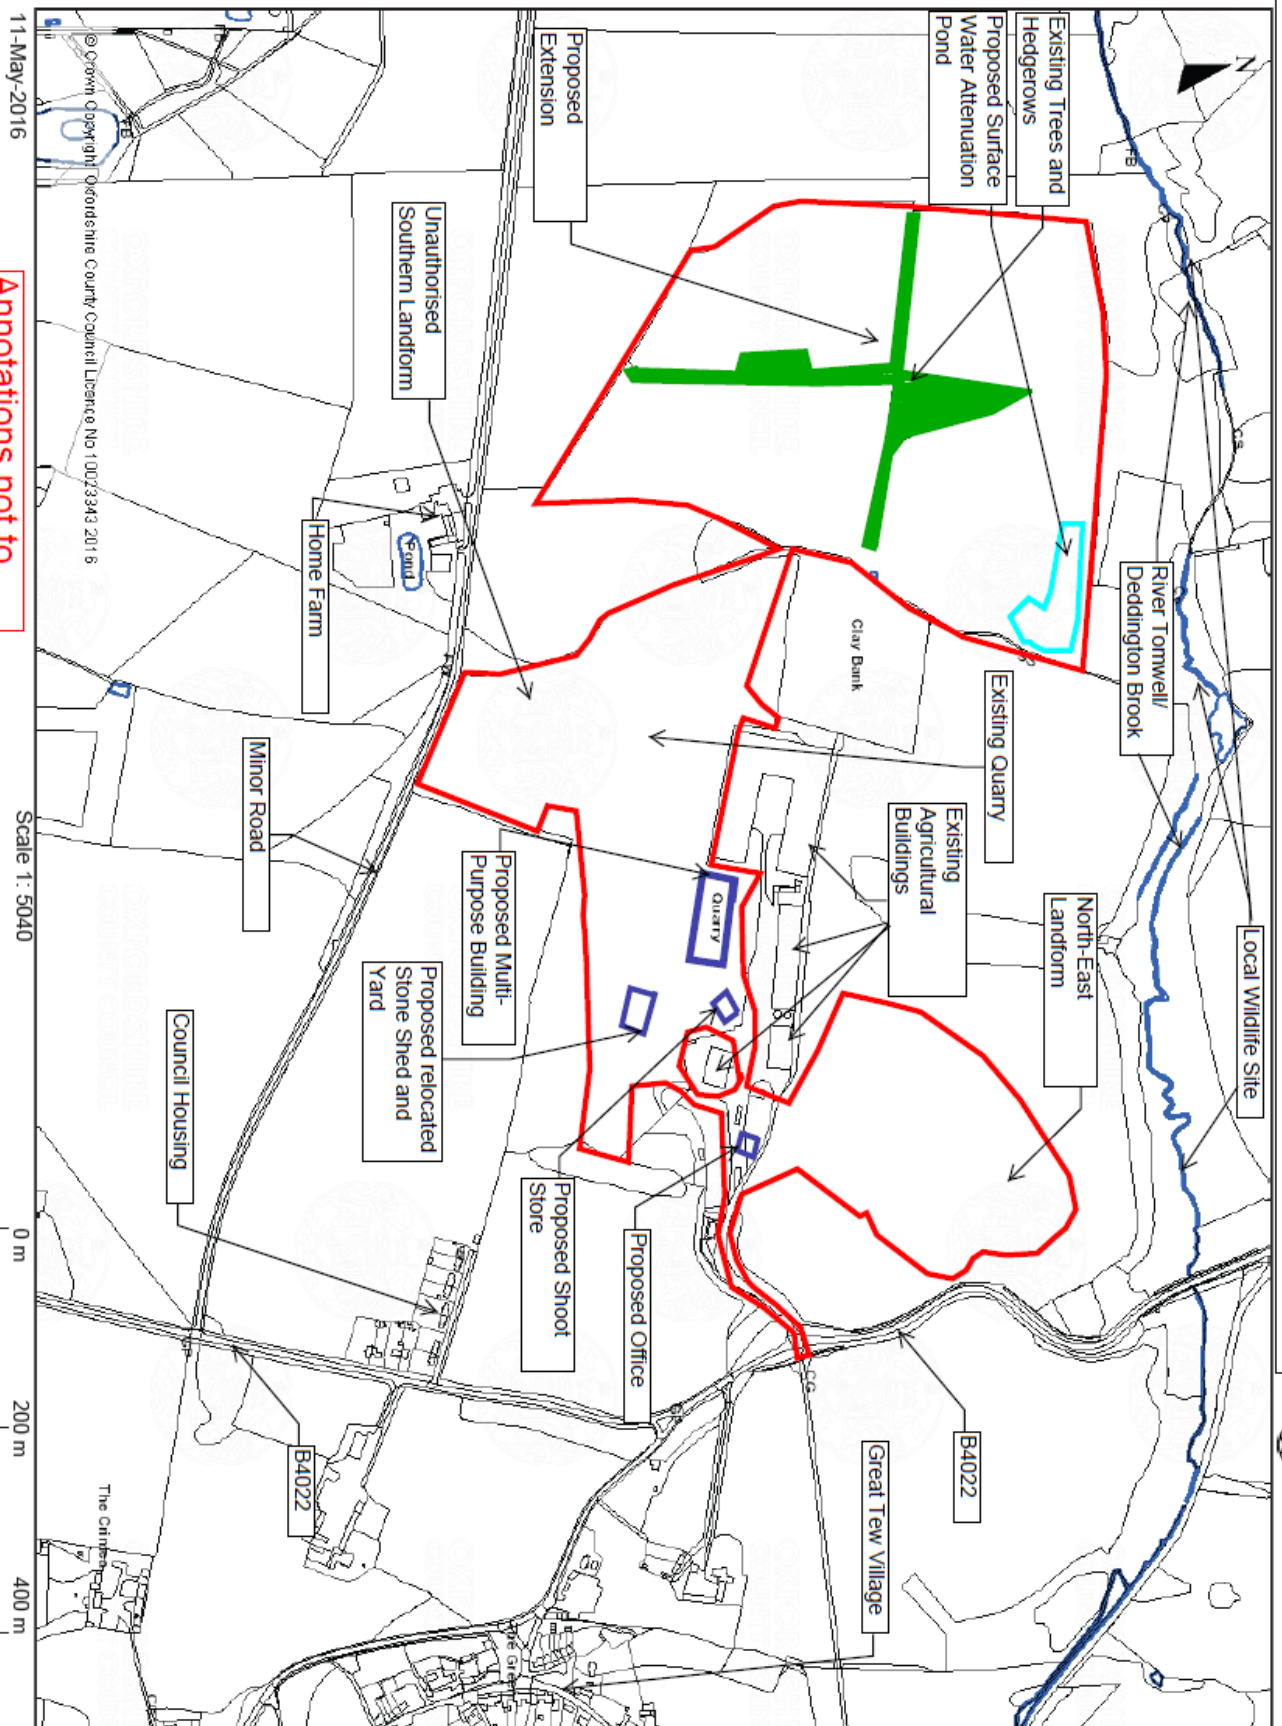 N
Existing Trees and
Hedgerows
Proposed Surface
Water Attenuation
Pond
Proposed
Extension
FB
© Crown Copyright Oxfordshire County Council Licence No 10023343 2016
11-May-2016
Unauthorised
Southern Landform
Pond
Home Farm
Annotations not to
River Tomwell/
Deddington Brook
Clay Bank
Existing Quarry
Existing
Agricultural
Buildings
North-East
Landform
Local Wildlife Site
Minor Road
Quarry
Proposed Multi-
Purpose Building
Proposed relocated
Stone Shed and
Yard
Council Housing
Proposed Shoot
Store
Proposed Office
CG
B4022
B4022
Great Tew Village
The Green
Scale 1: 5040
0 m
200 m
400 m